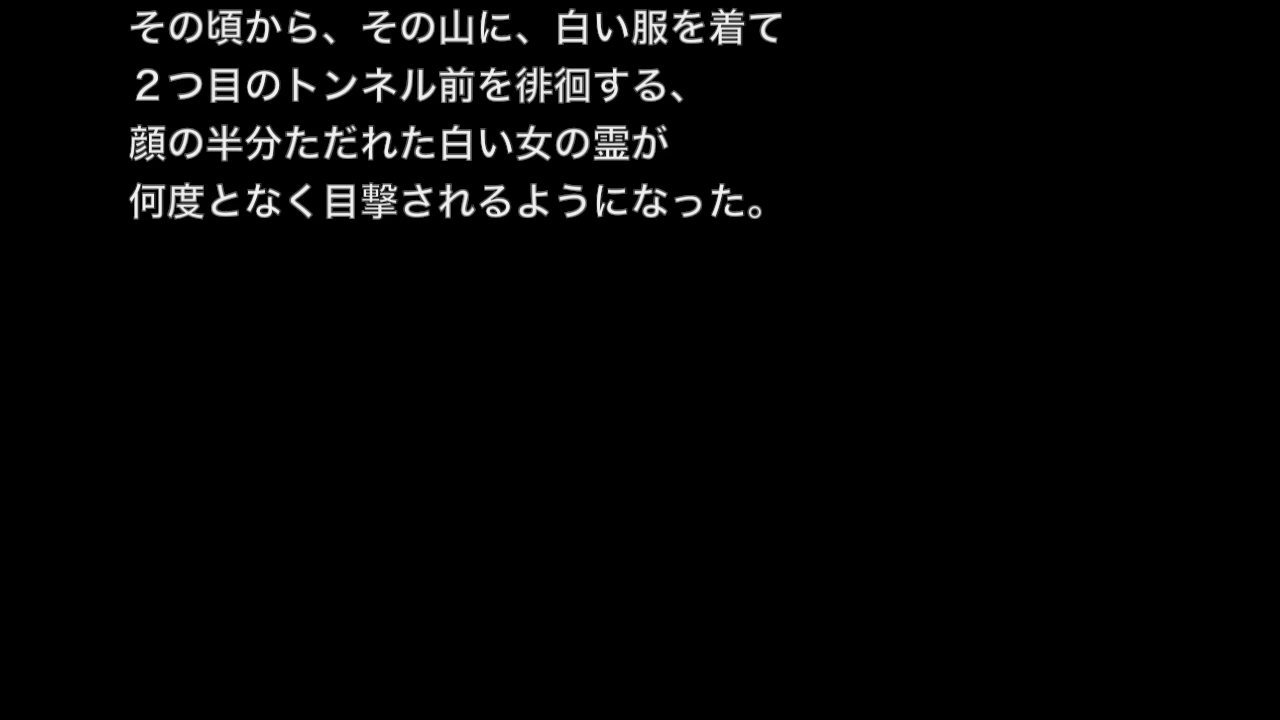 その頃から、その山に、白い服を着て
２つ目のトンネル前を徘徊する、
顔の半分ただれた白い女の霊が
何度となく目撃されるようになった。